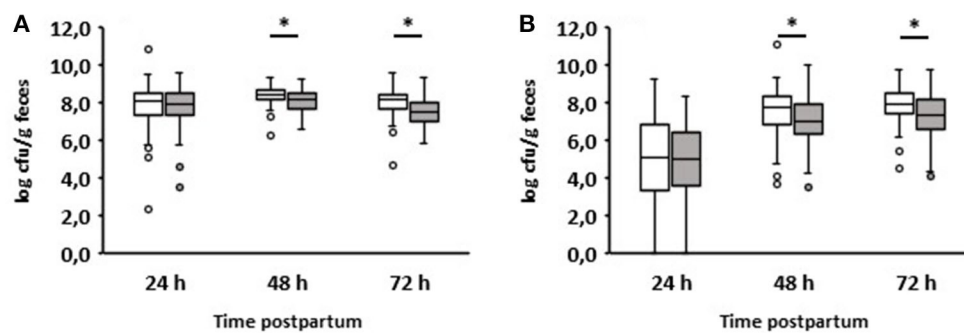 A
12,0
10,0
8,0
6,0
4,0
2,0
0,0
log cfu/g feces
* *
24 h 48 h 72 h
Time postpartum
B
12,0
10,0
8,0
6,0
4,0
2,0
0,0
log cfu/g feces
* *
24 h 48 h 72 h
Time postpartum